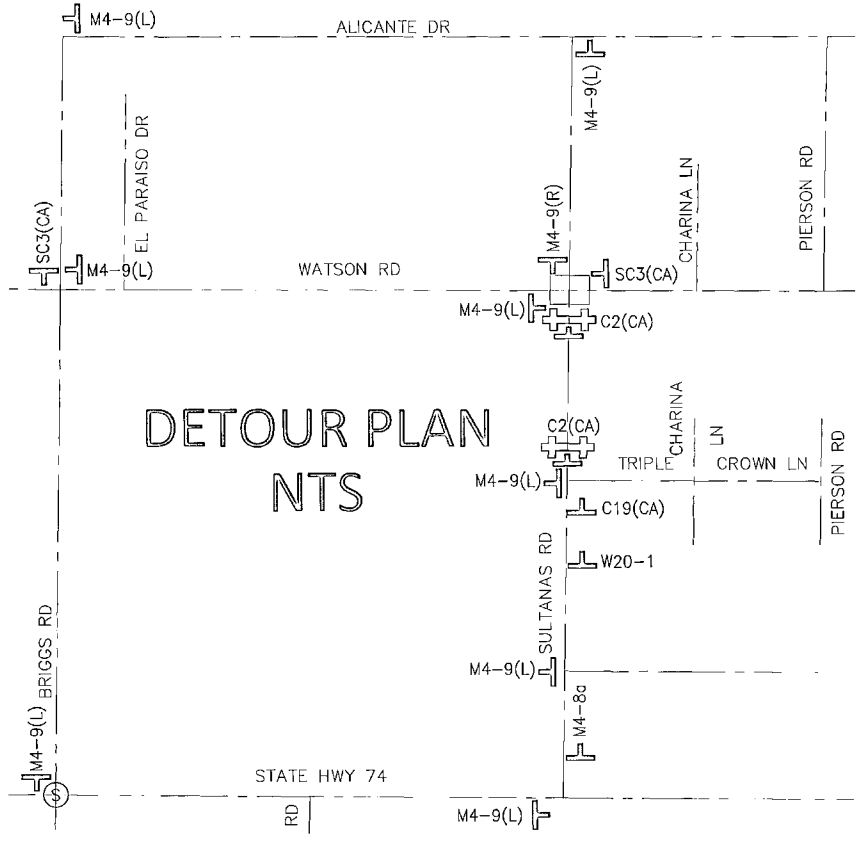 M4-9(L)
ALICANTE DR
M4-9(L)
EL PARAISO DR
CHARINA LN
PIERSON RD
M4-9(R)
SC3(CA)
M4-9(L)
WATSON RD
SC3(CA)
M4-9(L)
C2(CA)
DETOUR PLAN
NTS
C2(CA)
CHARINA
LN
TRIPLE
CROWN LN
PIERSON RD
M4-9(L)
C19(CA)
W20-1
SULTANAS RD
BRIGGS RD
M4-9(L)
M4-8a
M4-9(L)
S
STATE HWY 74
RD
M4-9(L)